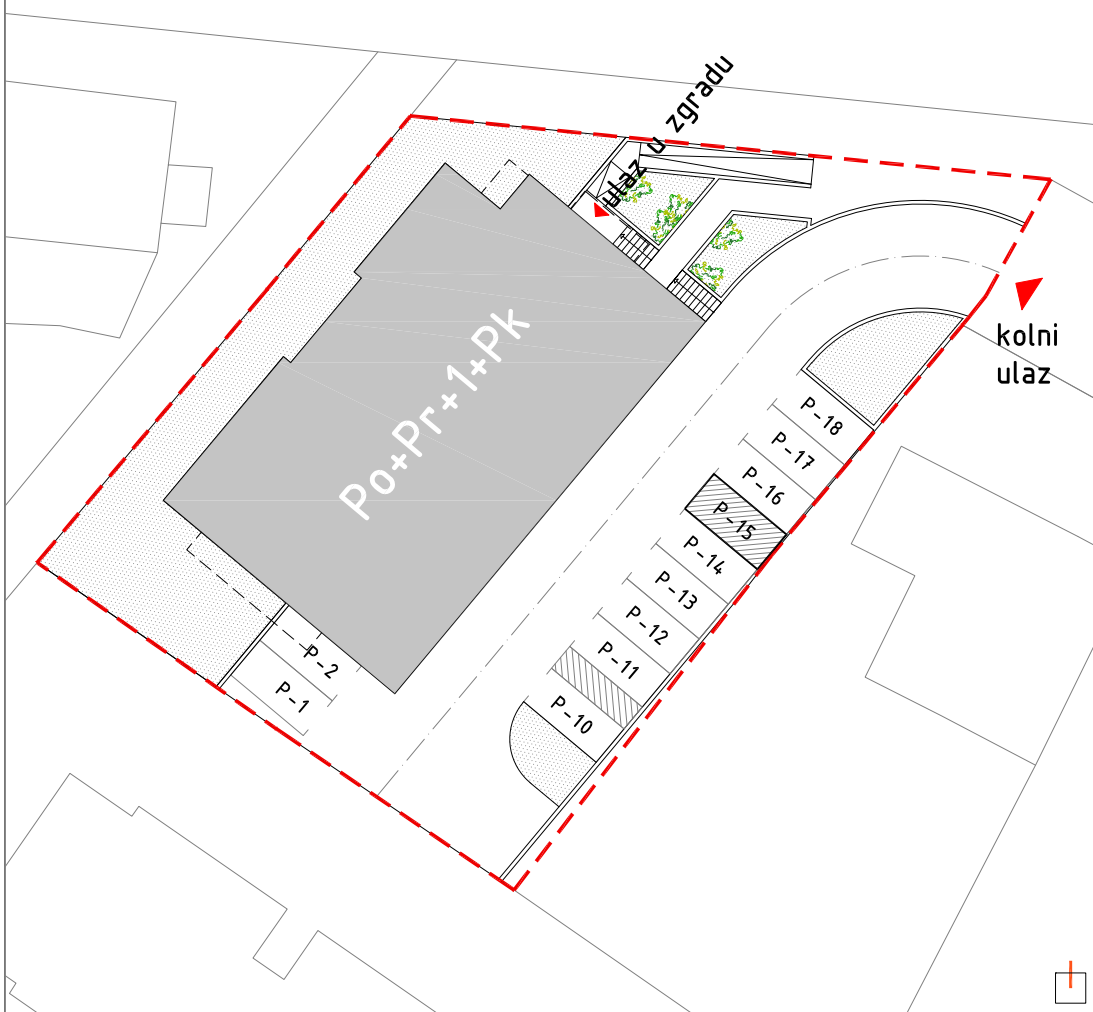 ulaz u zgradu
kolni
ulaz
Po+Pr+1+Pk
P-18
P-17
P-16
P-15
P-14
P-13
P-12
P-11
P-10
P-2
P-1